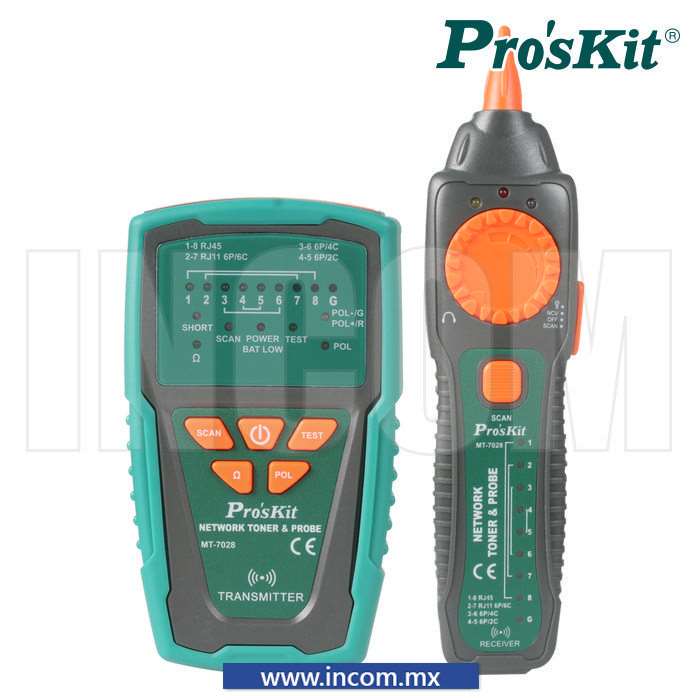 Pro'sKit®
INCOM
1-8 RJ45 3-6 6P/4C
2-7 RJ11 6P/6C 4-5 6P/2C
1 2 3 4 5 6 7 8 G
POL-/G
POL+/R
SHORT
SCAN POWER TEST
BAT LOW
Ω POL
SCAN TEST
Ω POL
Pro'sKit
NETWORK TONER & PROBE
MT-7028 CE
TRANSMITTER
NCV
OFF
SCAN
SCAN
Pro'sKit
MT-7028
NETWORK
TONER & PROBE
CE
1
2
3
4
5
6
7
8
G
1-8 RJ45
2-7 RJ11 6P/6C
3-6 6P/4C
4-5 6P/2C
RECEIVER
www.incom.mx